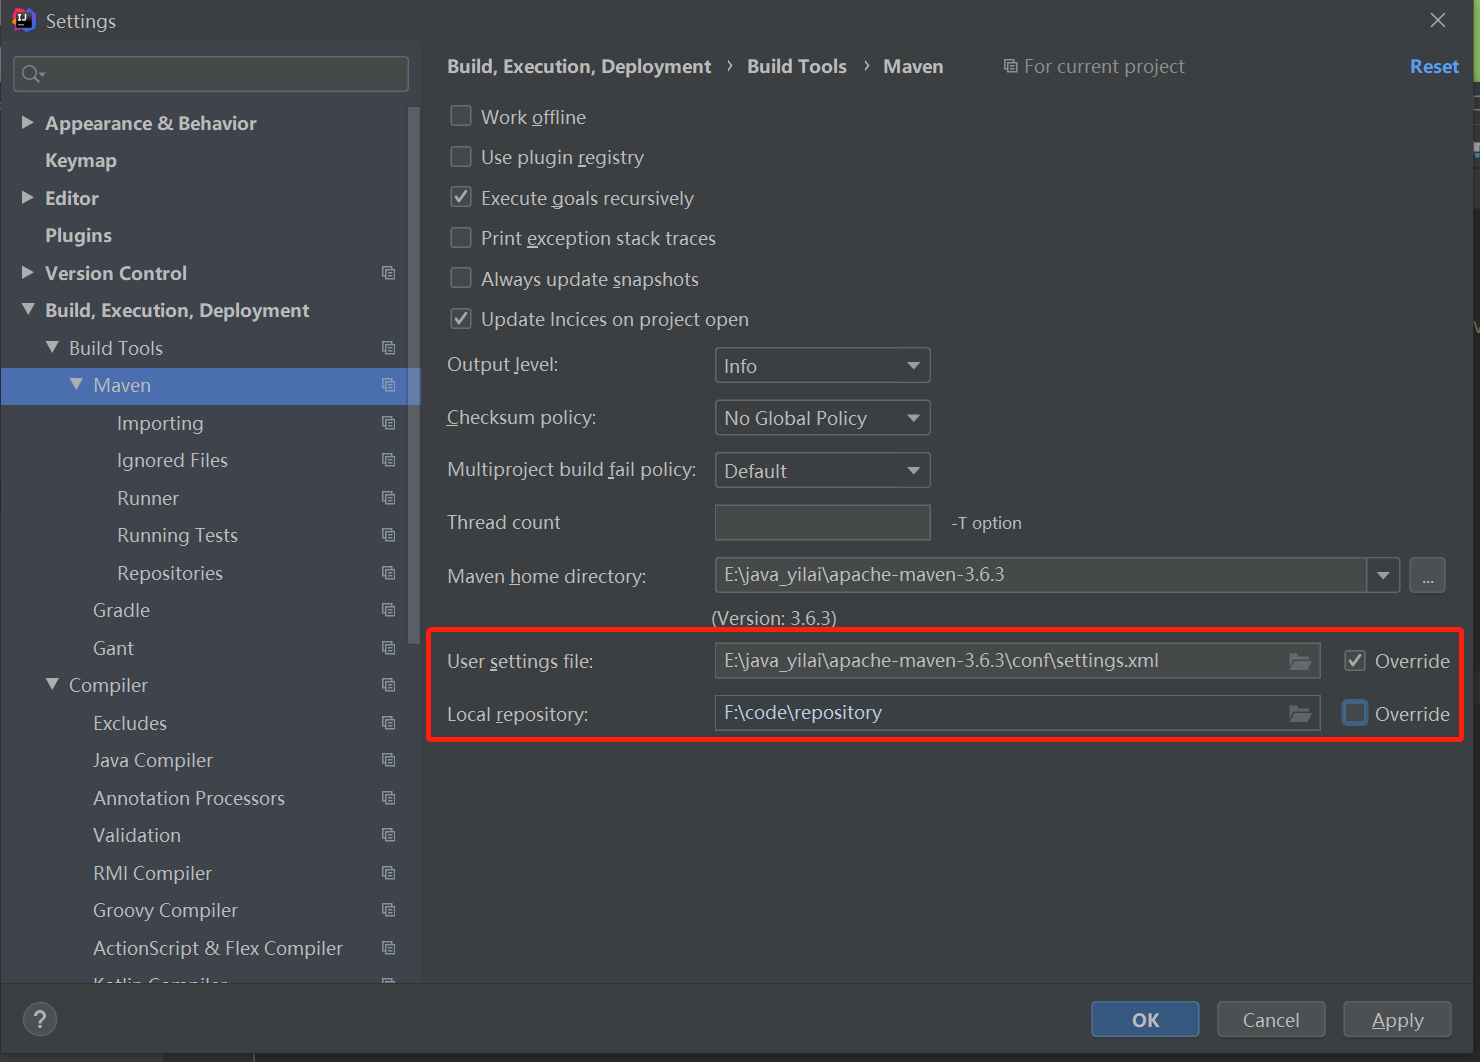 Settings
Build, Execution, Deployment › Build Tools › Maven For current project Reset
Appearance & Behavior
Keymap
Editor
Plugins
Version Control
Build, Execution, Deployment
Build Tools
Maven
Importing
Ignored Files
Runner
Running Tests
Repositories
Gradle
Gant
Compiler
Excludes
Java Compiler
Annotation Processors
Validation
RMI Compiler
Groovy Compiler
ActionScript & Flex Compiler
Kotlin Compiler
Work offline
Use plugin registry
Execute goals recursively
Print exception stack traces
Always update snapshots
Update Incices on project open
Output level: Info
Checksum policy: No Global Policy
Multiproject build fail policy: Default
Thread count -T option
Maven home directory: E:\java_yilai\apache-maven-3.6.3 ...
(Version: 3.6.3)
User settings file: E:\java_yilai\apache-maven-3.6.3\conf\settings.xml Override
Local repository: F:\code\repository Override
? OK Cancel Apply